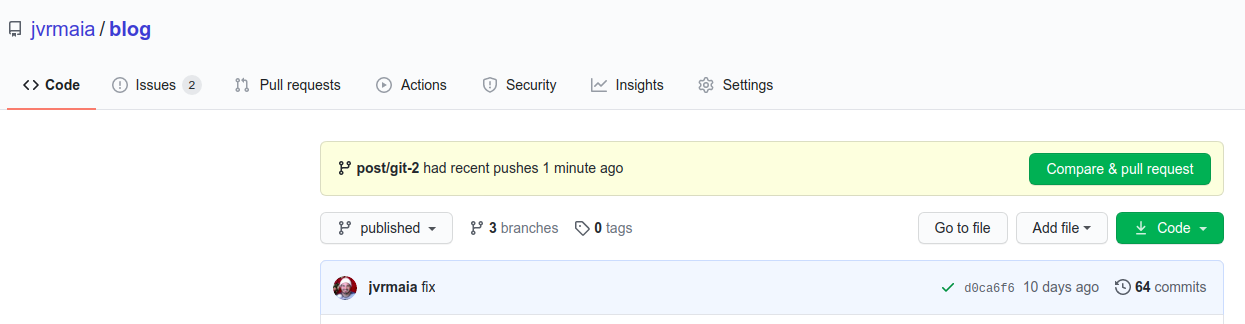 jvrmaia / blog
Code Issues 2 Pull requests Actions Security Insights Settings
post/git-2 had recent pushes 1 minute ago Compare & pull request
published 3 branches 0 tags Go to file Add file Code
jvrmaia fix d0ca6f6 10 days ago 64 commits